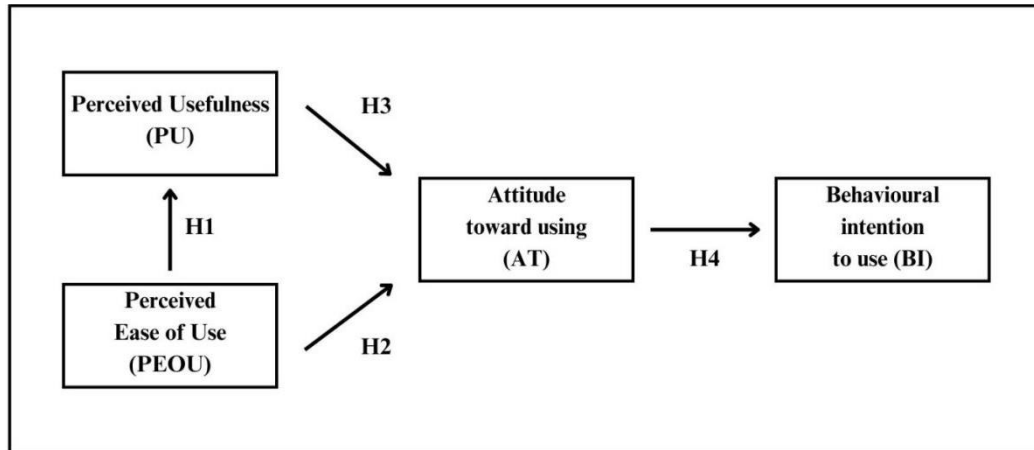 Perceived Usefulness
(PU)
H3
H1
Perceived
Ease of Use
(PEOU)
H2
Attitude
toward using
(AT)
H4
Behavioural
intention
to use (BI)